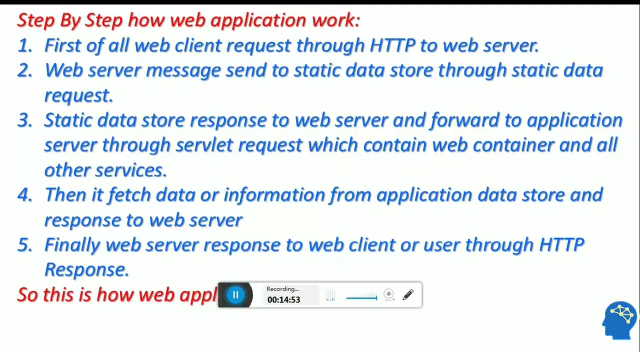 Step By Step how web application work:
1. First of all web client request through HTTP to web server.
2. Web server message send to static data store through static data
request.
3. Static data store response to web server and forward to application
server through servlet request which contain web container and all
other services.
4. Then it fetch data or information from application data store and
response to web server
5. Finally web server response to web client or user through HTTP
Response.
So this is how web appl
Recording...
00:14:53